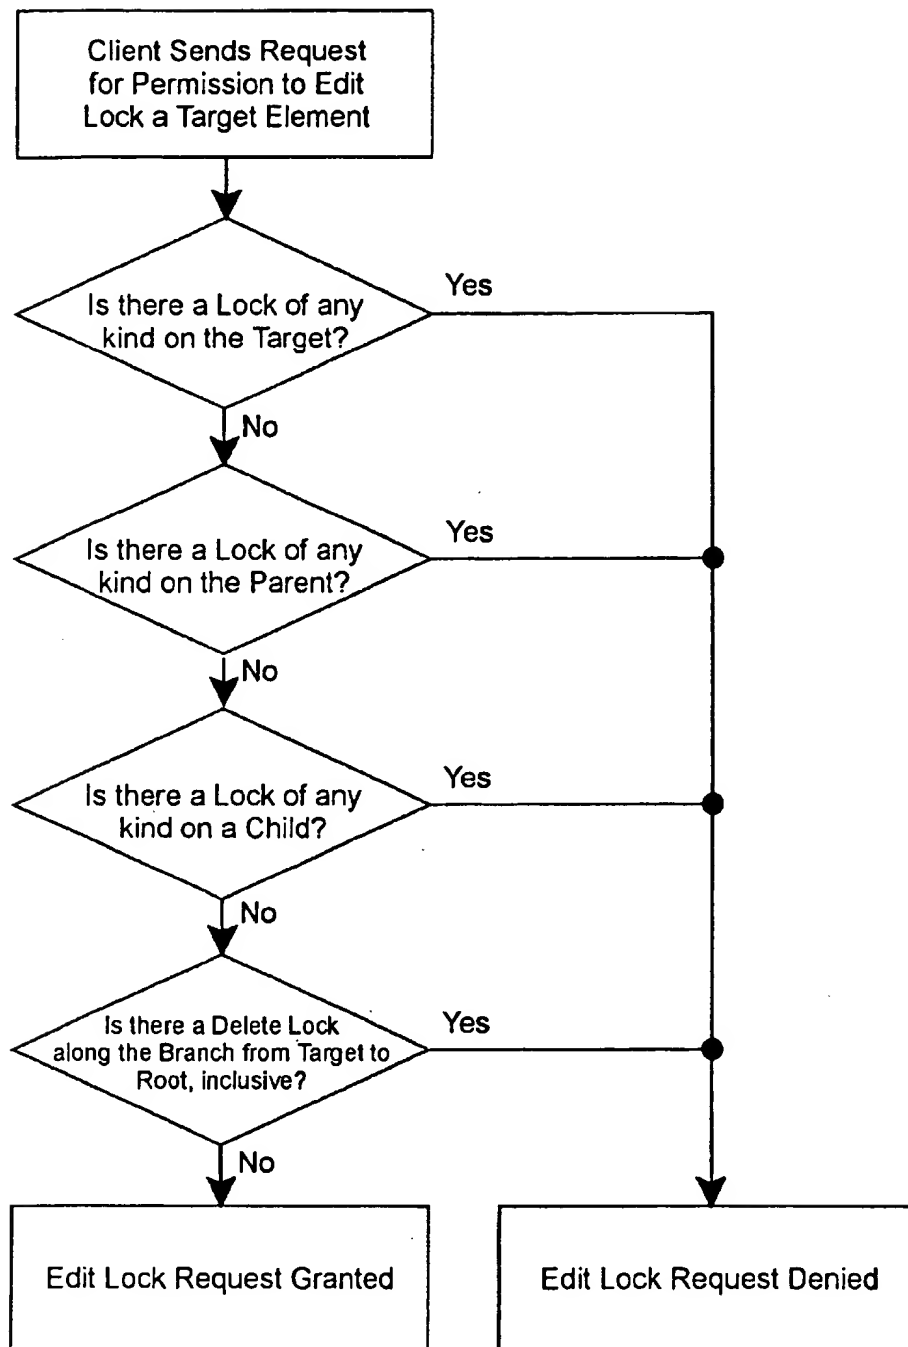 Client Sends Request
for Permission to Edit
Lock a Target Element
Is there a Lock of any
kind on the Target?
Yes
No
Is there a Lock of any
kind on the Parent?
Yes
No
Is there a Lock of any
kind on a Child?
Yes
No
Is there a Delete Lock
along the Branch from Target to
Root, inclusive?
Yes
No
Edit Lock Request Granted
Edit Lock Request Denied